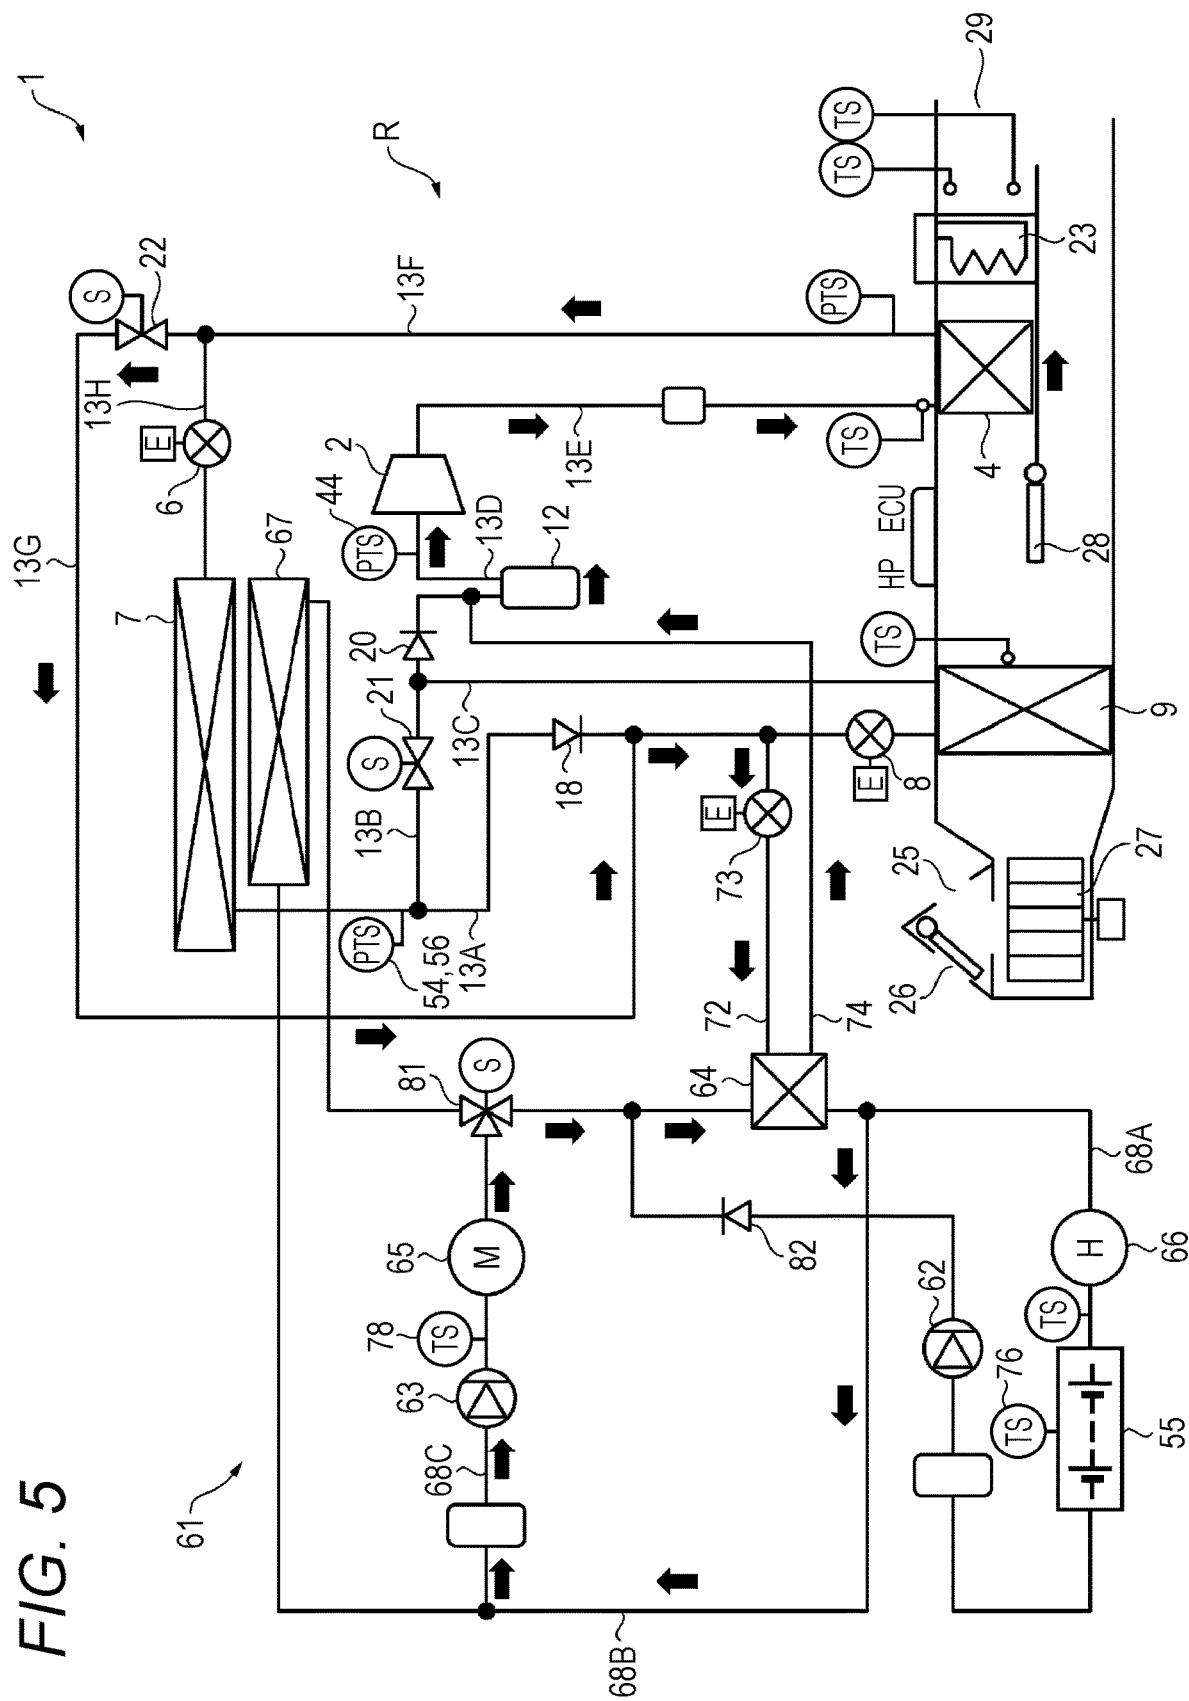 FIG. 5
1
R
29
TS
TS
S
22
13F
PTS
23
13H
E
6
13G
67
7
44
PTS
2
13E
TS
4
13D
12
HP ECU
28
20
21
S
13C
TS
9
13B
18
E
73
E
8
25
27
PTS
54,56
13A
26
72
74
81
S
64
68A
65
M
82
62
H
66
78
TS
63
TS
76
TS
55
68C
61
68B